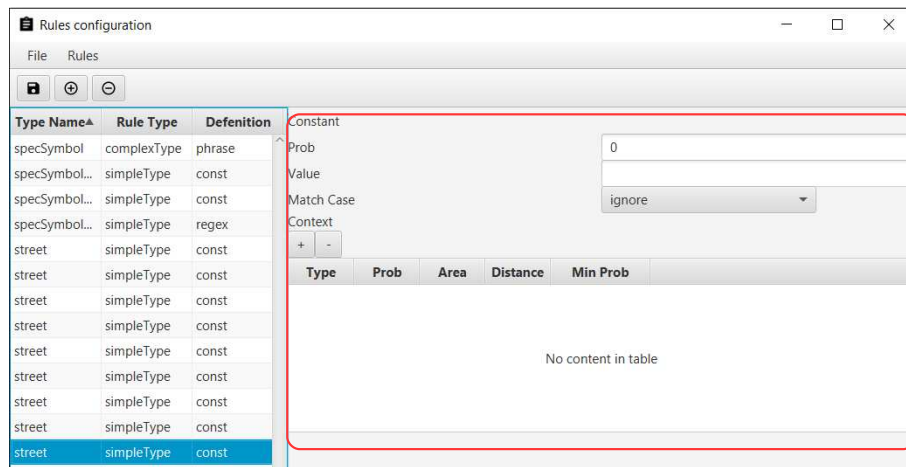 Rules configuration
File Rules
Type Name Rule Type Defenition
specSymbol complexType phrase
specSymbol... simpleType const
specSymbol... simpleType const
specSymbol... simpleType regex
street simpleType const
street simpleType const
street simpleType const
street simpleType const
street simpleType const
street simpleType const
street simpleType const
street simpleType const
street simpleType const
Constant
Prob 0
Value
Match Case ignore
Context
+ -
Type Prob Area Distance Min Prob
No content in table